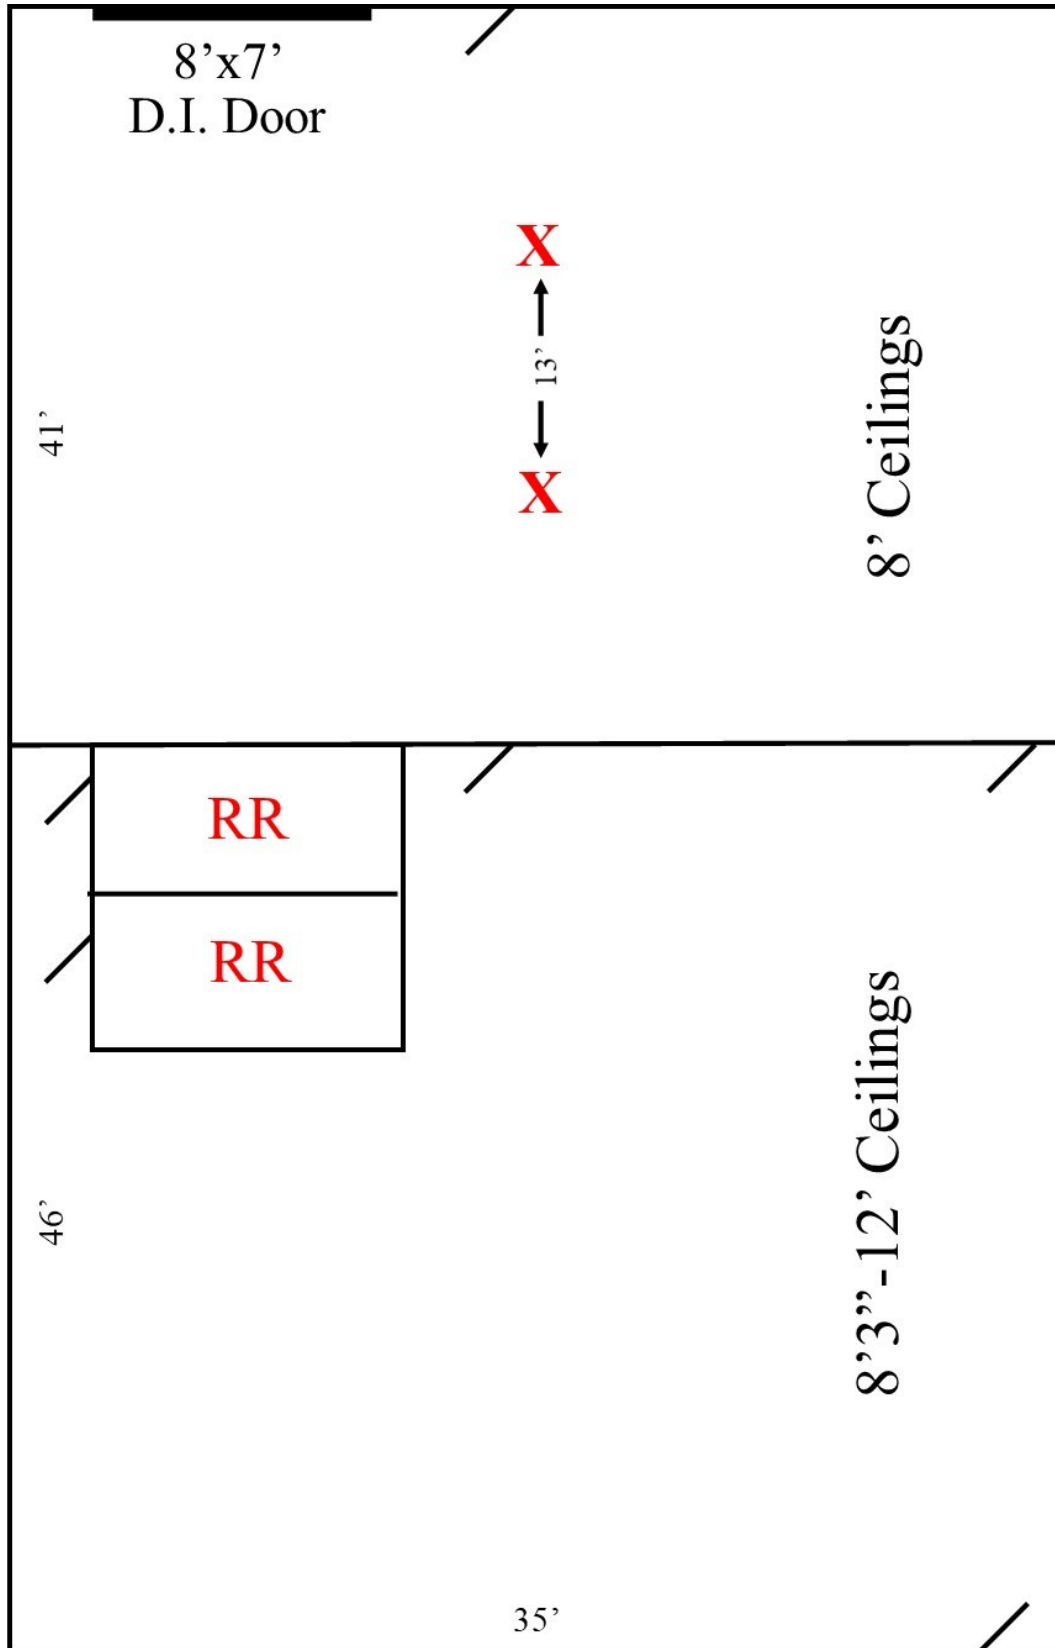 8’x7’
D.I. Door
X
13’
X
41’
8’ Ceilings
RR
RR
46’
8’3”-12’ Ceilings
35’